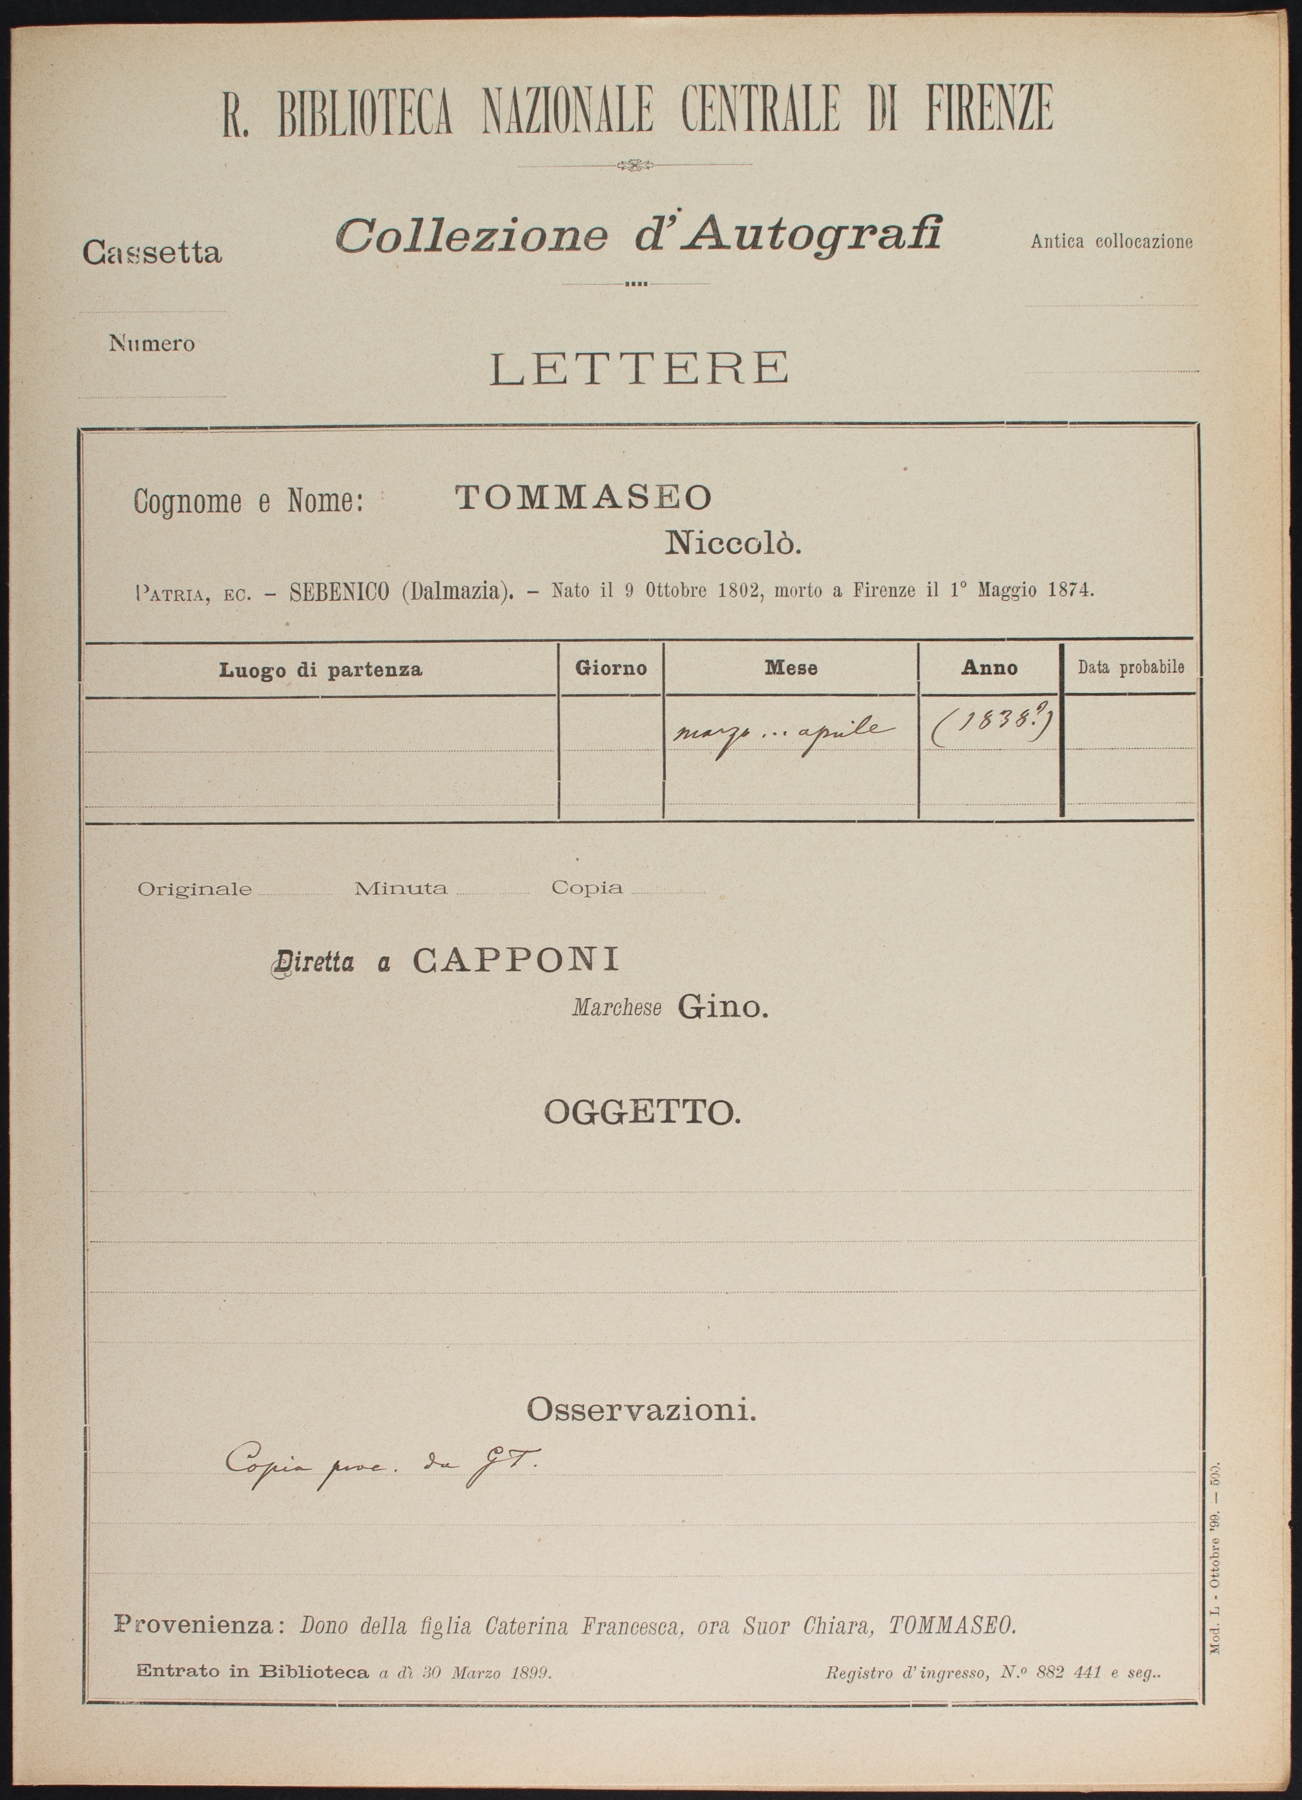 R. BIBLIOTECA NAZIONALE CENTRALE DI FIRENZE
Collezione d'Autografi
Cassetta
Antica collocazione
Numero
LETTERE
Cognome e Nome: TOMMASEO
Niccolò.
PATRIA, EC. – SEBENICO (Dalmazia). – Nato il 9 Ottobre 1802, morto a Firenze il 1° Maggio 1874.
Luogo di partenza Giorno Mese Anno Data probabile
marzo ... aprile (1838?)
Originale Minuta Copia
Diretta a CAPPONI
Marchese Gino.
OGGETTO.
Osservazioni.
Copia prov. da GT.
Provenienza: Dono della figlia Caterina Francesca, ora Suor Chiara, TOMMASEO.
Entrato in Biblioteca a dì 30 Marzo 1899. Registro d'ingresso, N.º 882 441 e seg..
Mod. L - Ottobre '99. — 500.